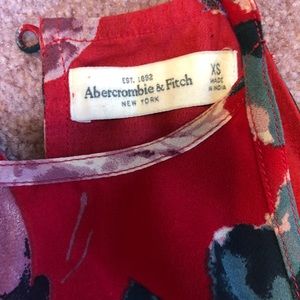 EST. 1892
Abercrombie & Fitch
NEW YORK
XS
MADE
IN INDIA